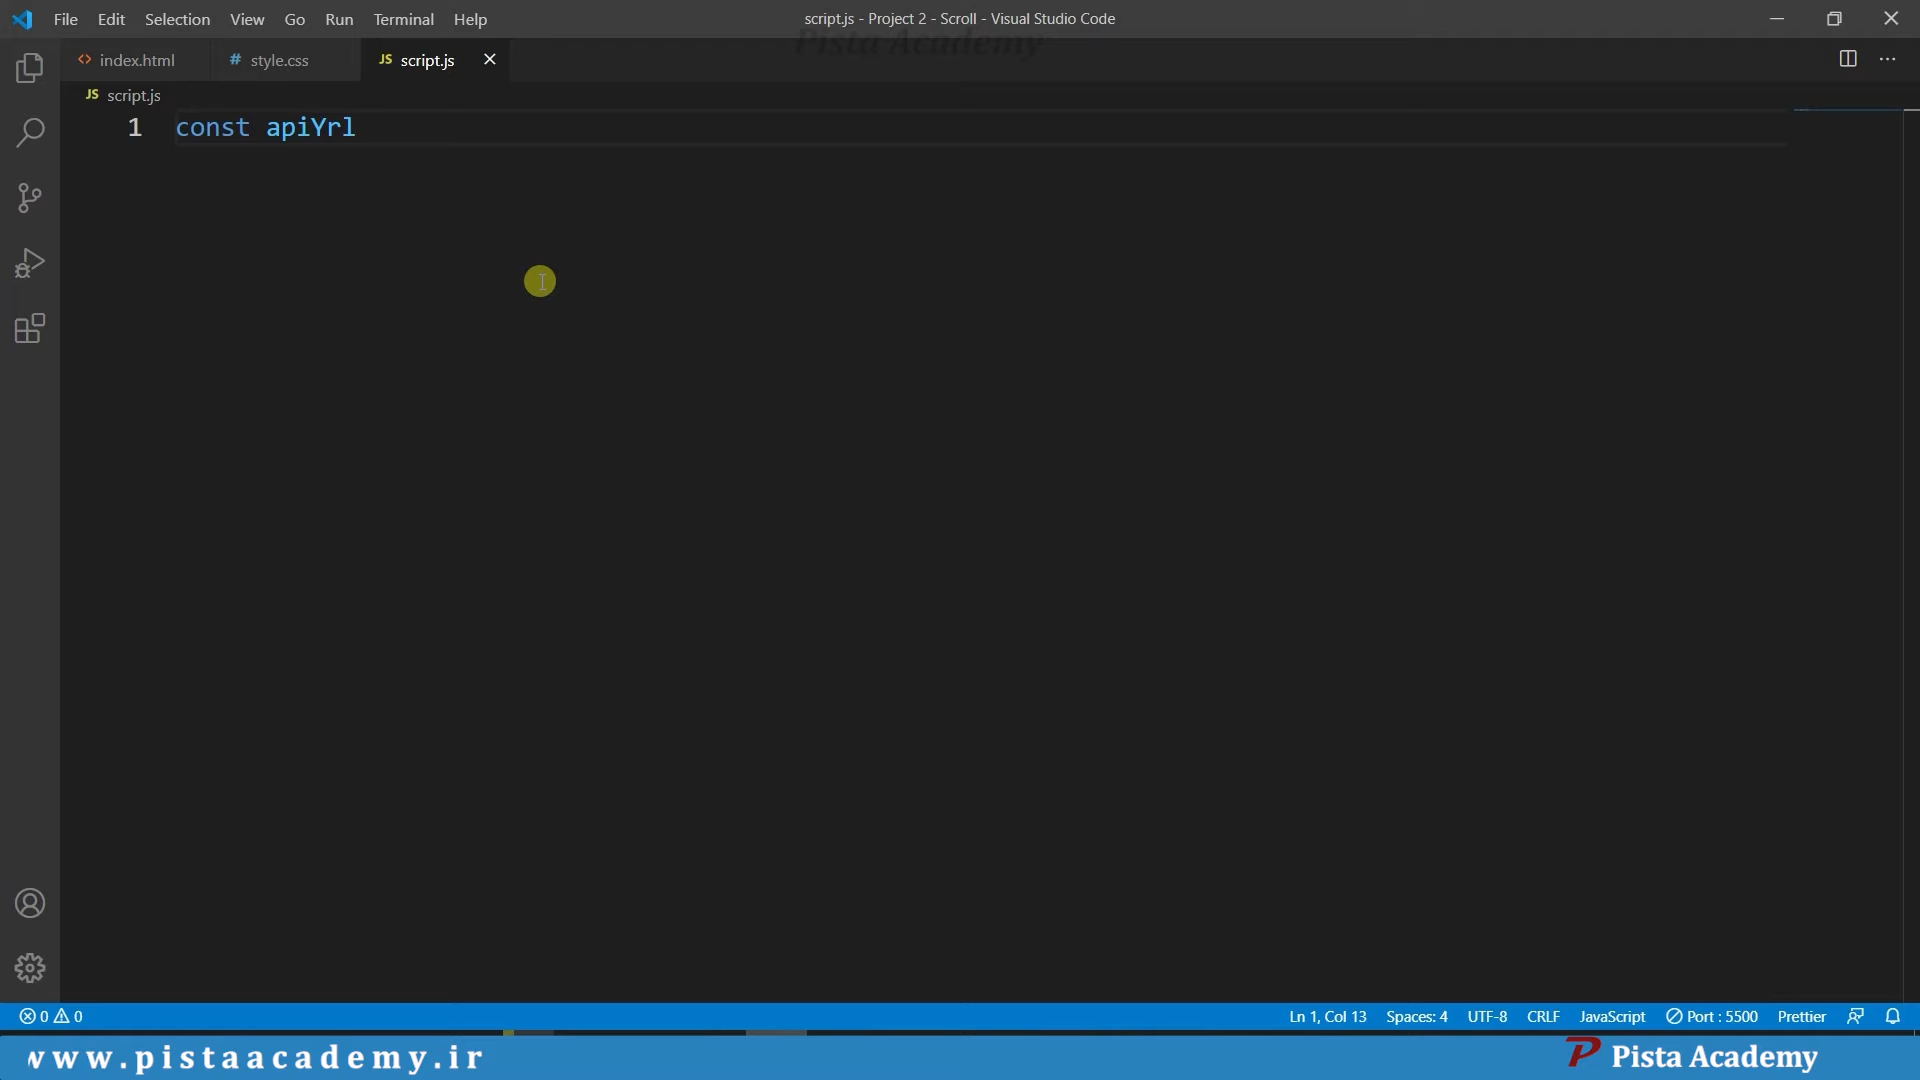 File Edit Selection View Go Run Terminal Help
script.js - Project 2 - Scroll - Visual Studio Code
Pista Academy
<> index.html
# style.css
JS script.js
JS script.js
1 const apiYrl
0 0
Ln 1, Col 13 Spaces: 4 UTF-8 CRLF JavaScript Port : 5500 Prettier
www.pistaacademy.ir
Pista Academy